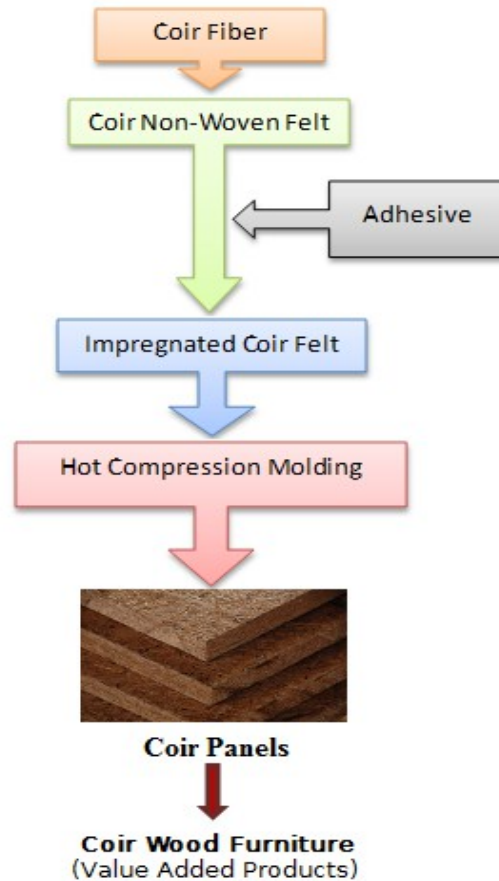 Coir Fiber
Coir Non-Woven Felt
Adhesive
Impregnated Coir Felt
Hot Compression Molding
Coir Panels
Coir Wood Furniture
(Value Added Products)